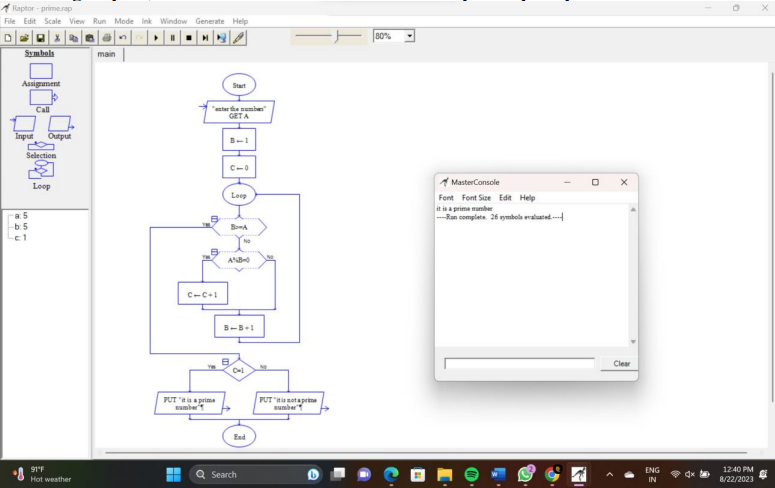 Raptor - prime.rap
File Edit Scale View Run Mode Ink Window Generate Help
80%
Symbols
Assignment
Call
Input Output
Selection
Loop
a: 5
b: 5
c: 1
main
Start
"enter the number"
GET A
B ← 1
C ← 0
Loop
Yes B>=A
No
Yes A%B=0 No
C ← C + 1
B ← B + 1
Yes C=1 No
PUT "it is a prime
number"¶
PUT "it is not a prime
number"¶
End
MasterConsole
Font Font Size Edit Help
it is a prime number
----Run complete. 26 symbols evaluated.----
Clear
91°F
Hot weather
Search
ENG
IN
12:40 PM
8/22/2023